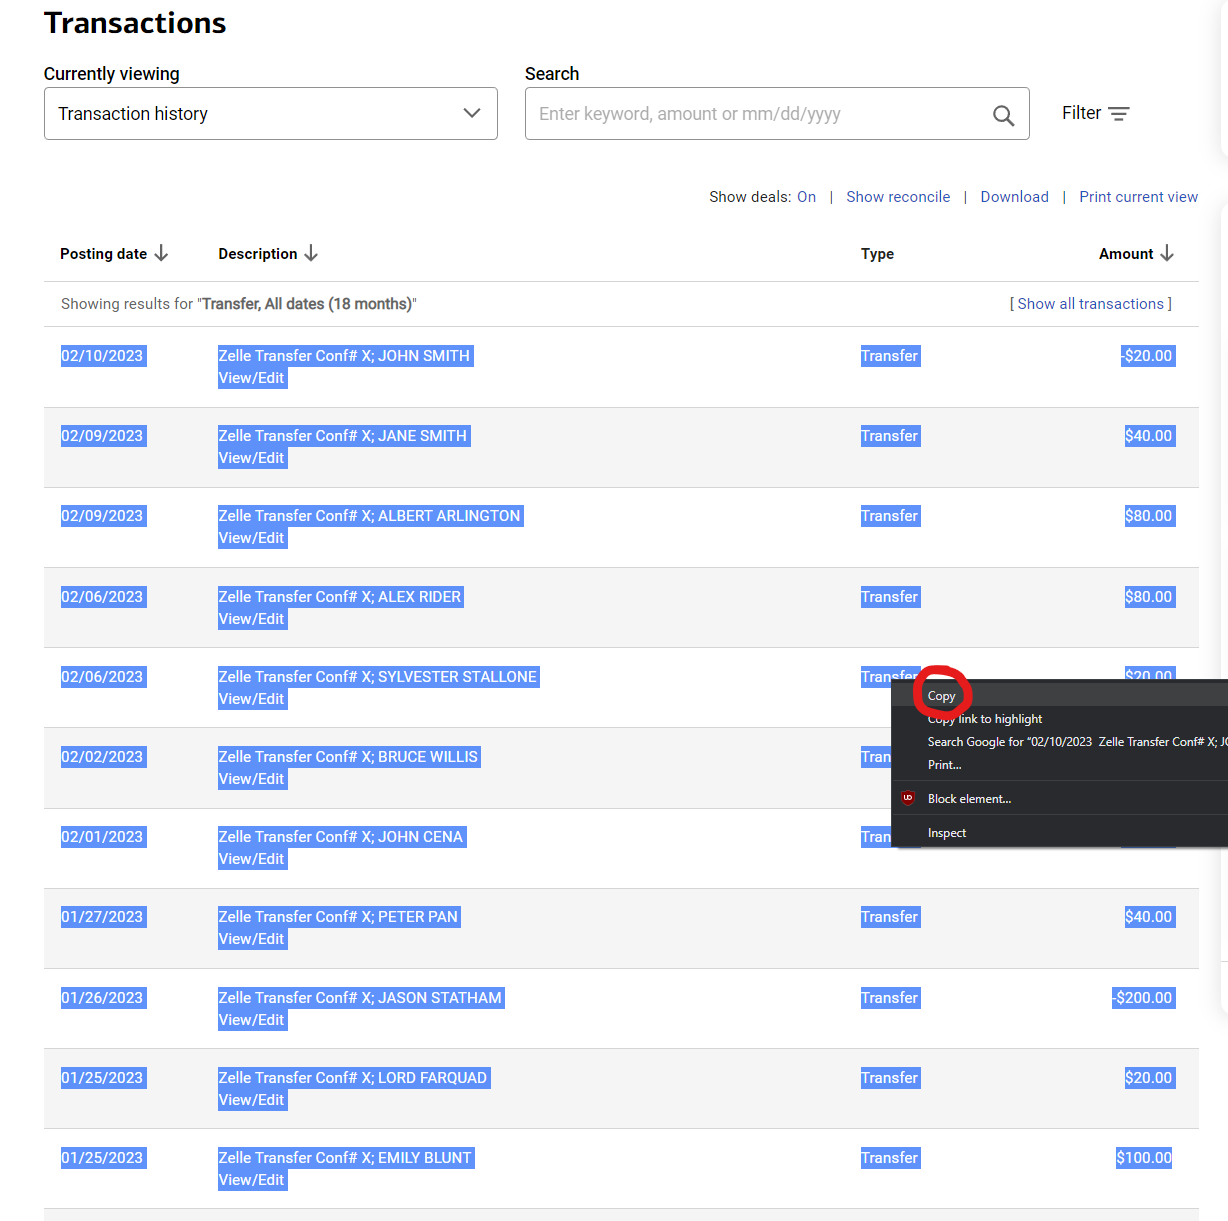 Transactions
Currently viewing
Search
Transaction history
Enter keyword, amount or mm/dd/yyyy
Filter
Show deals: On | Show reconcile | Download | Print current view
Posting date Description Type Amount
Showing results for "Transfer, All dates (18 months)" [ Show all transactions ]
02/10/2023 Zelle Transfer Conf# X; JOHN SMITH Transfer -$20.00
View/Edit
02/09/2023 Zelle Transfer Conf# X; JANE SMITH Transfer $40.00
View/Edit
02/09/2023 Zelle Transfer Conf# X; ALBERT ARLINGTON Transfer $80.00
View/Edit
02/06/2023 Zelle Transfer Conf# X; ALEX RIDER Transfer $80.00
View/Edit
02/06/2023 Zelle Transfer Conf# X; SYLVESTER STALLONE Transfer $20.00
View/Edit
Copy
Copy link to highlight
Search Google for “02/10/2023 Zelle Transfer Conf# X; JO
Print...
02/02/2023 Zelle Transfer Conf# X; BRUCE WILLIS Tran
View/Edit
Block element...
02/01/2023 Zelle Transfer Conf# X; JOHN CENA Tran
Inspect
View/Edit
01/27/2023 Zelle Transfer Conf# X; PETER PAN Transfer $40.00
View/Edit
01/26/2023 Zelle Transfer Conf# X; JASON STATHAM Transfer -$200.00
View/Edit
01/25/2023 Zelle Transfer Conf# X; LORD FARQUAD Transfer $20.00
View/Edit
01/25/2023 Zelle Transfer Conf# X; EMILY BLUNT Transfer $100.00
View/Edit